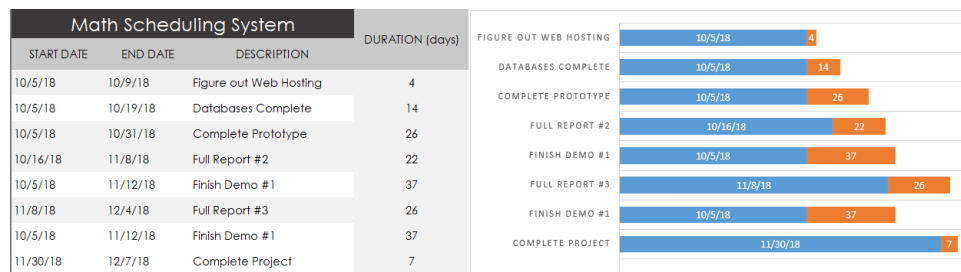 Math Scheduling System
DURATION (days)
START DATE END DATE DESCRIPTION
10/5/18 10/9/18 Figure out Web Hosting 4
10/5/18 10/19/18 Databases Complete 14
10/5/18 10/31/18 Complete Prototype 26
10/16/18 11/8/18 Full Report #2 22
10/5/18 11/12/18 Finish Demo #1 37
11/8/18 12/4/18 Full Report #3 26
10/5/18 11/12/18 Finish Demo #1 37
11/30/18 12/7/18 Complete Project 7
FIGURE OUT WEB HOSTING 10/5/18 4
DATABASES COMPLETE 10/5/18 14
COMPLETE PROTOTYPE 10/5/18 26
FULL REPORT #2 10/16/18 22
FINISH DEMO #1 10/5/18 37
FULL REPORT #3 11/8/18 26
FINISH DEMO #1 10/5/18 37
COMPLETE PROJECT 11/30/18 7